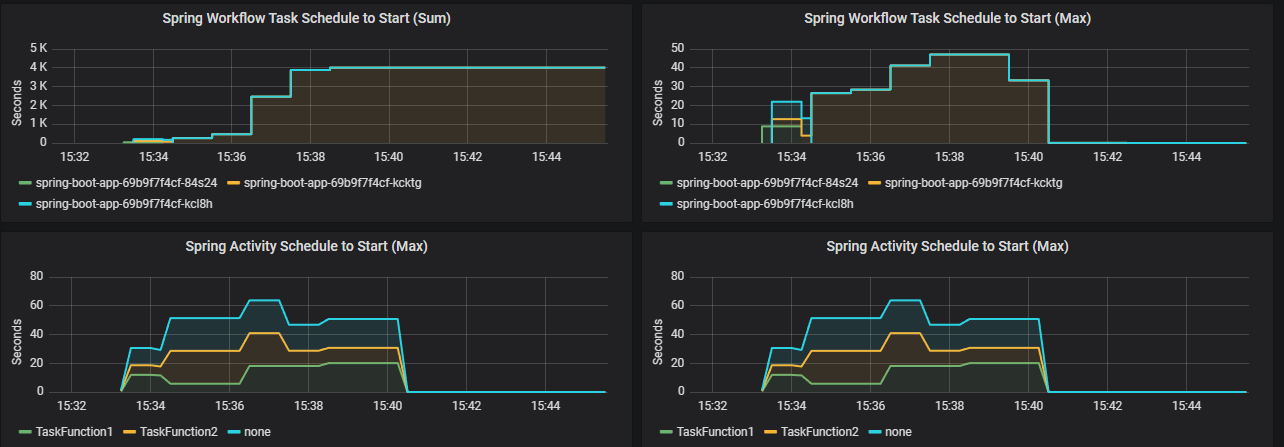 Spring Workflow Task Schedule to Start (Sum)
5 K
4 K
3 K
2 K
1 K
0
Seconds
15:32 15:34 15:36 15:38 15:40 15:42 15:44
spring-boot-app-69b9f7f4cf-84s24 spring-boot-app-69b9f7f4cf-kcktg
spring-boot-app-69b9f7f4cf-kcl8h
Spring Workflow Task Schedule to Start (Max)
50
40
30
20
10
0
Seconds
15:32 15:34 15:36 15:38 15:40 15:42 15:44
spring-boot-app-69b9f7f4cf-84s24 spring-boot-app-69b9f7f4cf-kcktg
spring-boot-app-69b9f7f4cf-kcl8h
Spring Activity Schedule to Start (Max)
80
60
40
20
0
Seconds
15:32 15:34 15:36 15:38 15:40 15:42 15:44
TaskFunction1 TaskFunction2 none
Spring Activity Schedule to Start (Max)
80
60
40
20
0
Seconds
15:32 15:34 15:36 15:38 15:40 15:42 15:44
TaskFunction1 TaskFunction2 none